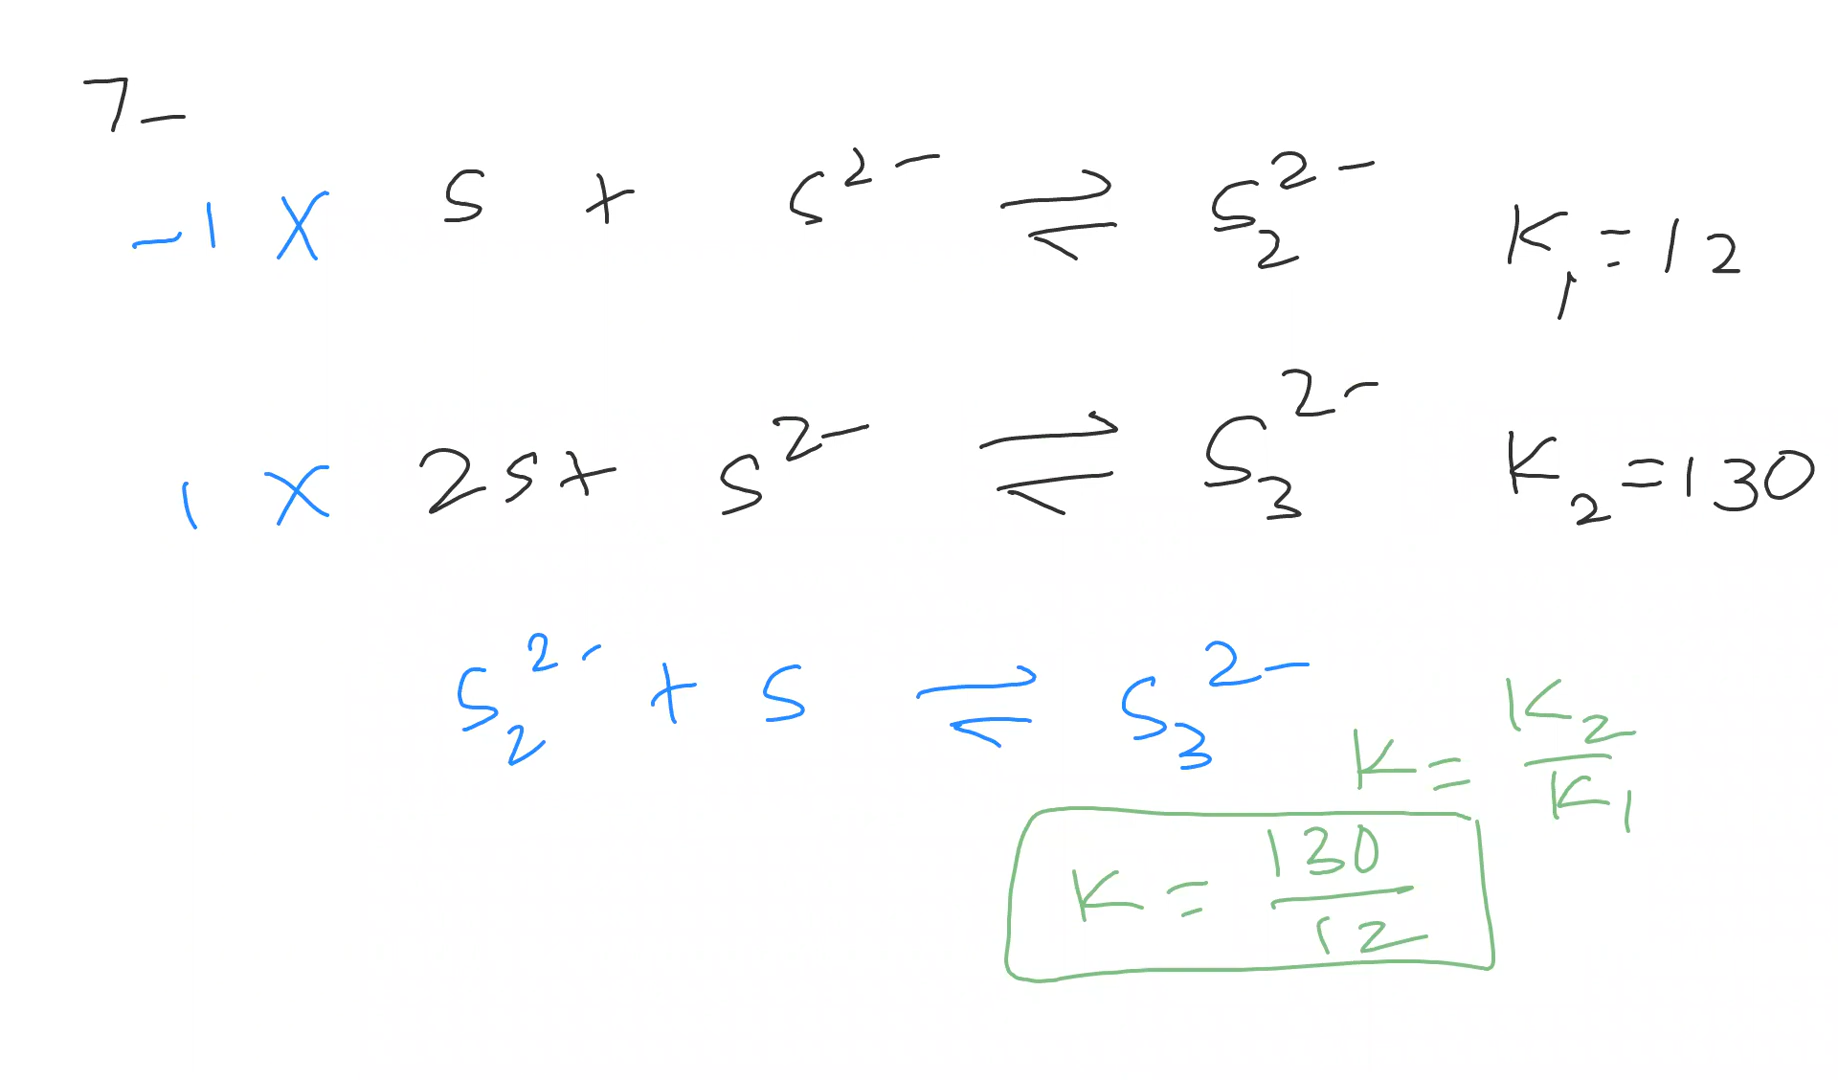 7-
-1 X S + S²⁻ ⇌ S₂²⁻ K₁ = 12
1 X 2S + S²⁻ ⇌ S₃²⁻ K₂ = 130
S₂²⁻ + S ⇌ S₃²⁻ K = K₂/K₁
K = 130/12